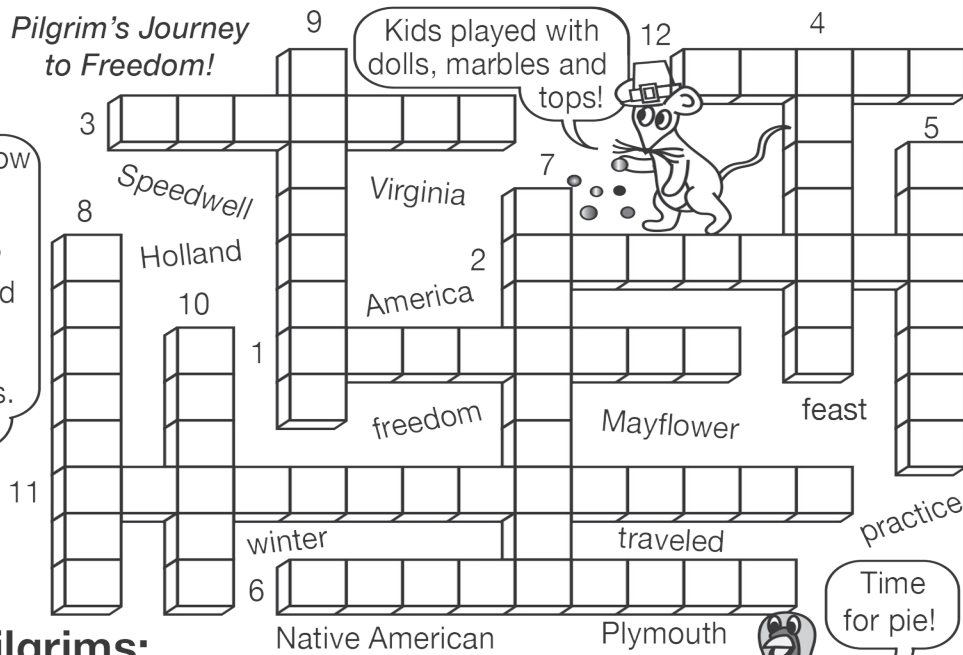 Pilgrim's Journey
to Freedom!
9
Kids played with
dolls, marbles and
tops!
12
4
3
5
7
Speedwell
Virginia
8
Holland
2
10
America
1
s.
freedom
Mayflower
feast
11
practice
winter
traveled
6
Time
for pie!
Native American
Plymouth